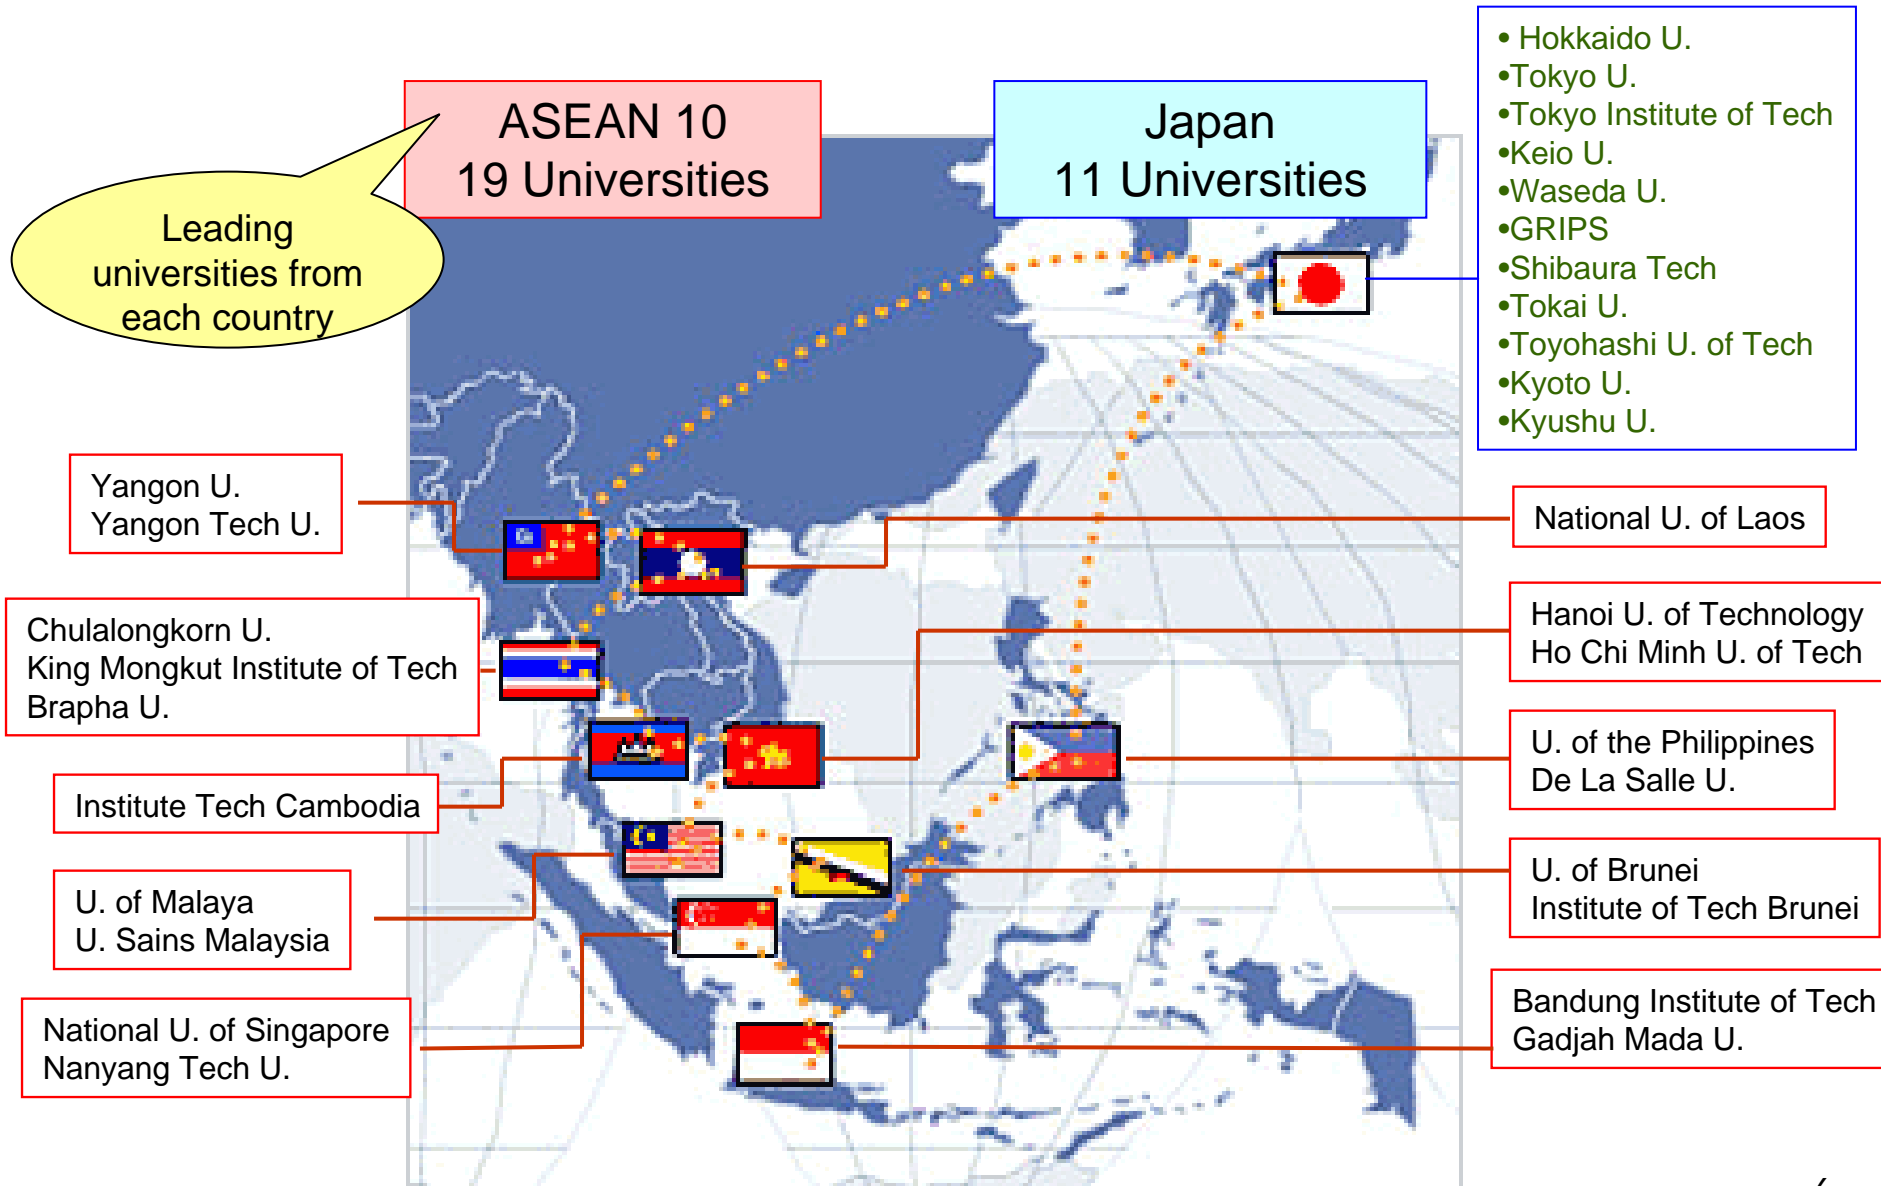 ASEAN 10
19 Universities
Japan
11 Universities
• Hokkaido U.
•Tokyo U.
•Tokyo Institute of Tech
•Keio U.
•Waseda U.
•GRIPS
•Shibaura Tech
•Tokai U.
•Toyohashi U. of Tech
•Kyoto U.
•Kyushu U.
Leading
universities from
each country
Yangon U.
Yangon Tech U.
Chulalongkorn U.
King Mongkut Institute of Tech
Brapha U.
Institute Tech Cambodia
U. of Malaya
U. Sains Malaysia
National U. of Singapore
Nanyang Tech U.
National U. of Laos
Hanoi U. of Technology
Ho Chi Minh U. of Tech
U. of the Philippines
De La Salle U.
U. of Brunei
Institute of Tech Brunei
Bandung Institute of Tech
Gadjah Mada U.